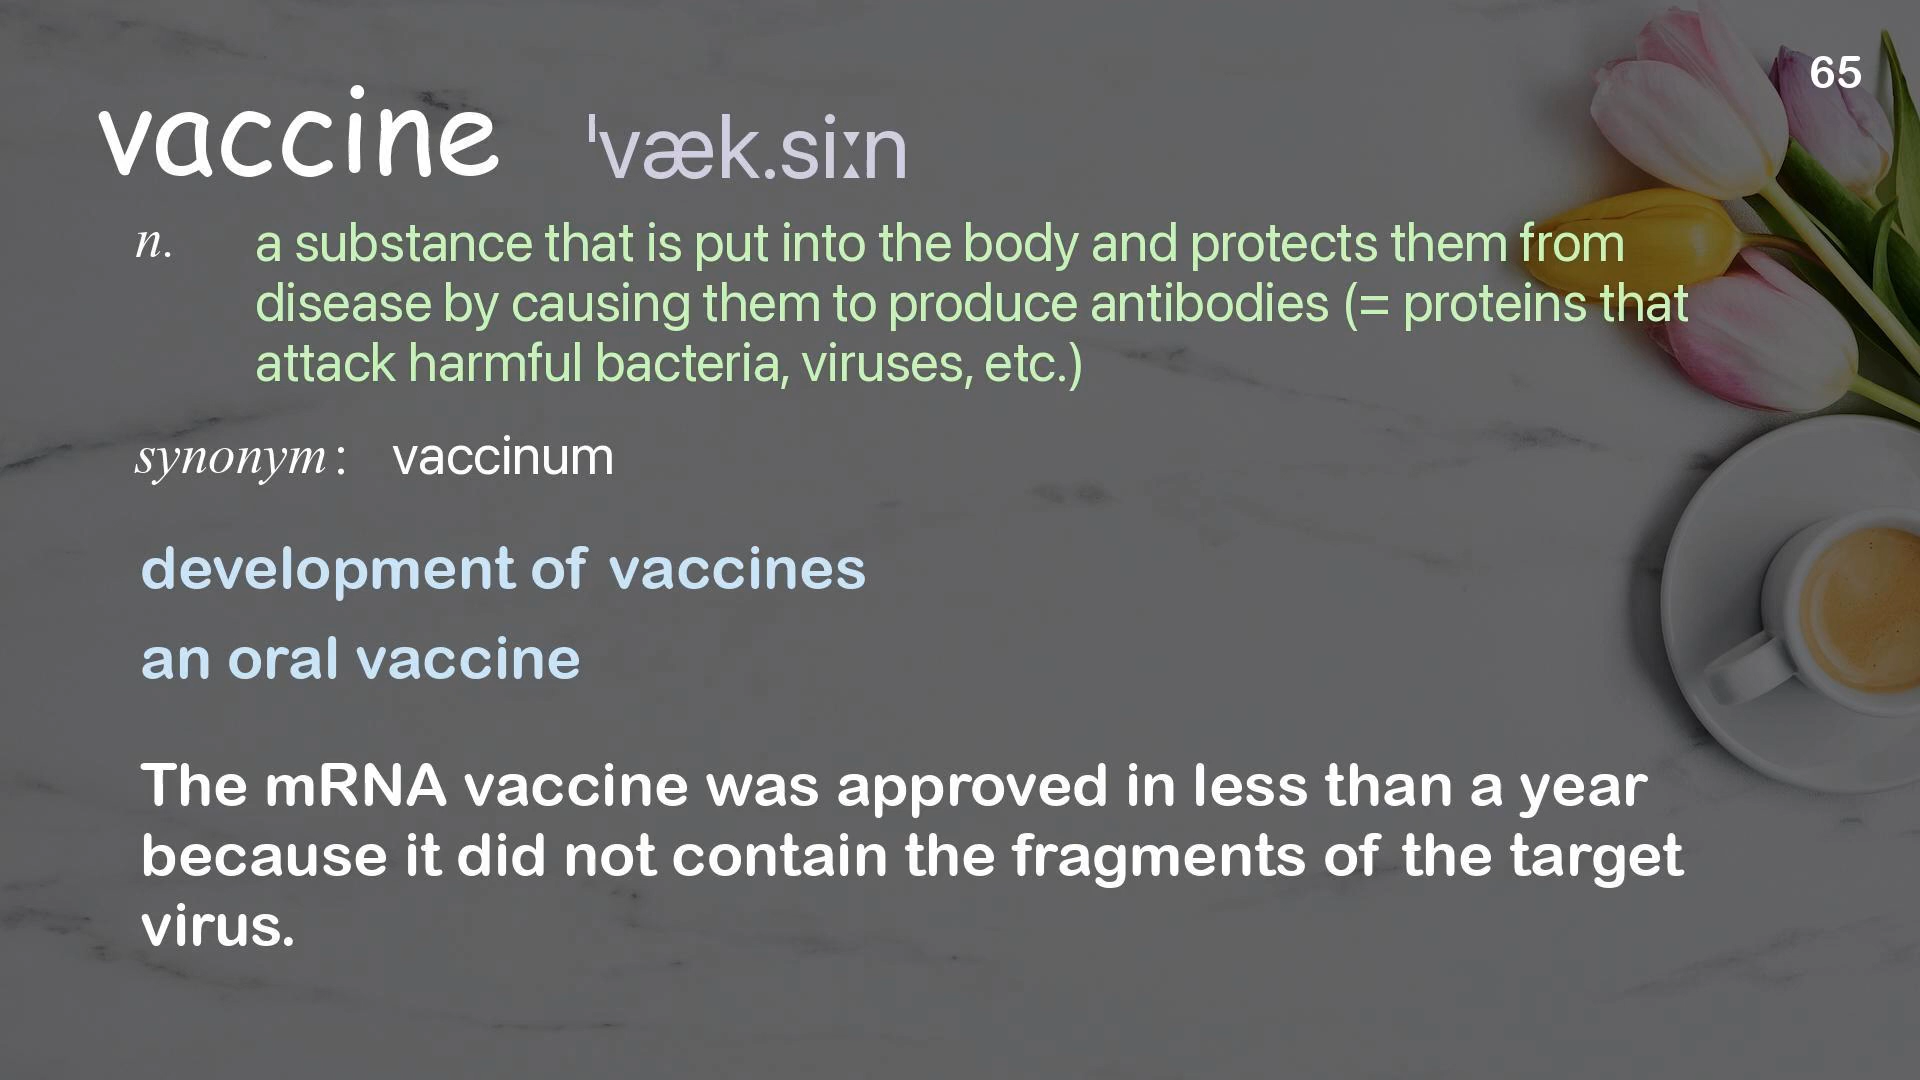 65
vaccine ˈvæk.siːn
n. a substance that is put into the body and protects them from
disease by causing them to produce antibodies (= proteins that
attack harmful bacteria, viruses, etc.)
synonym : vaccinum
development of vaccines
an oral vaccine
The mRNA vaccine was approved in less than a year
because it did not contain the fragments of the target
virus.